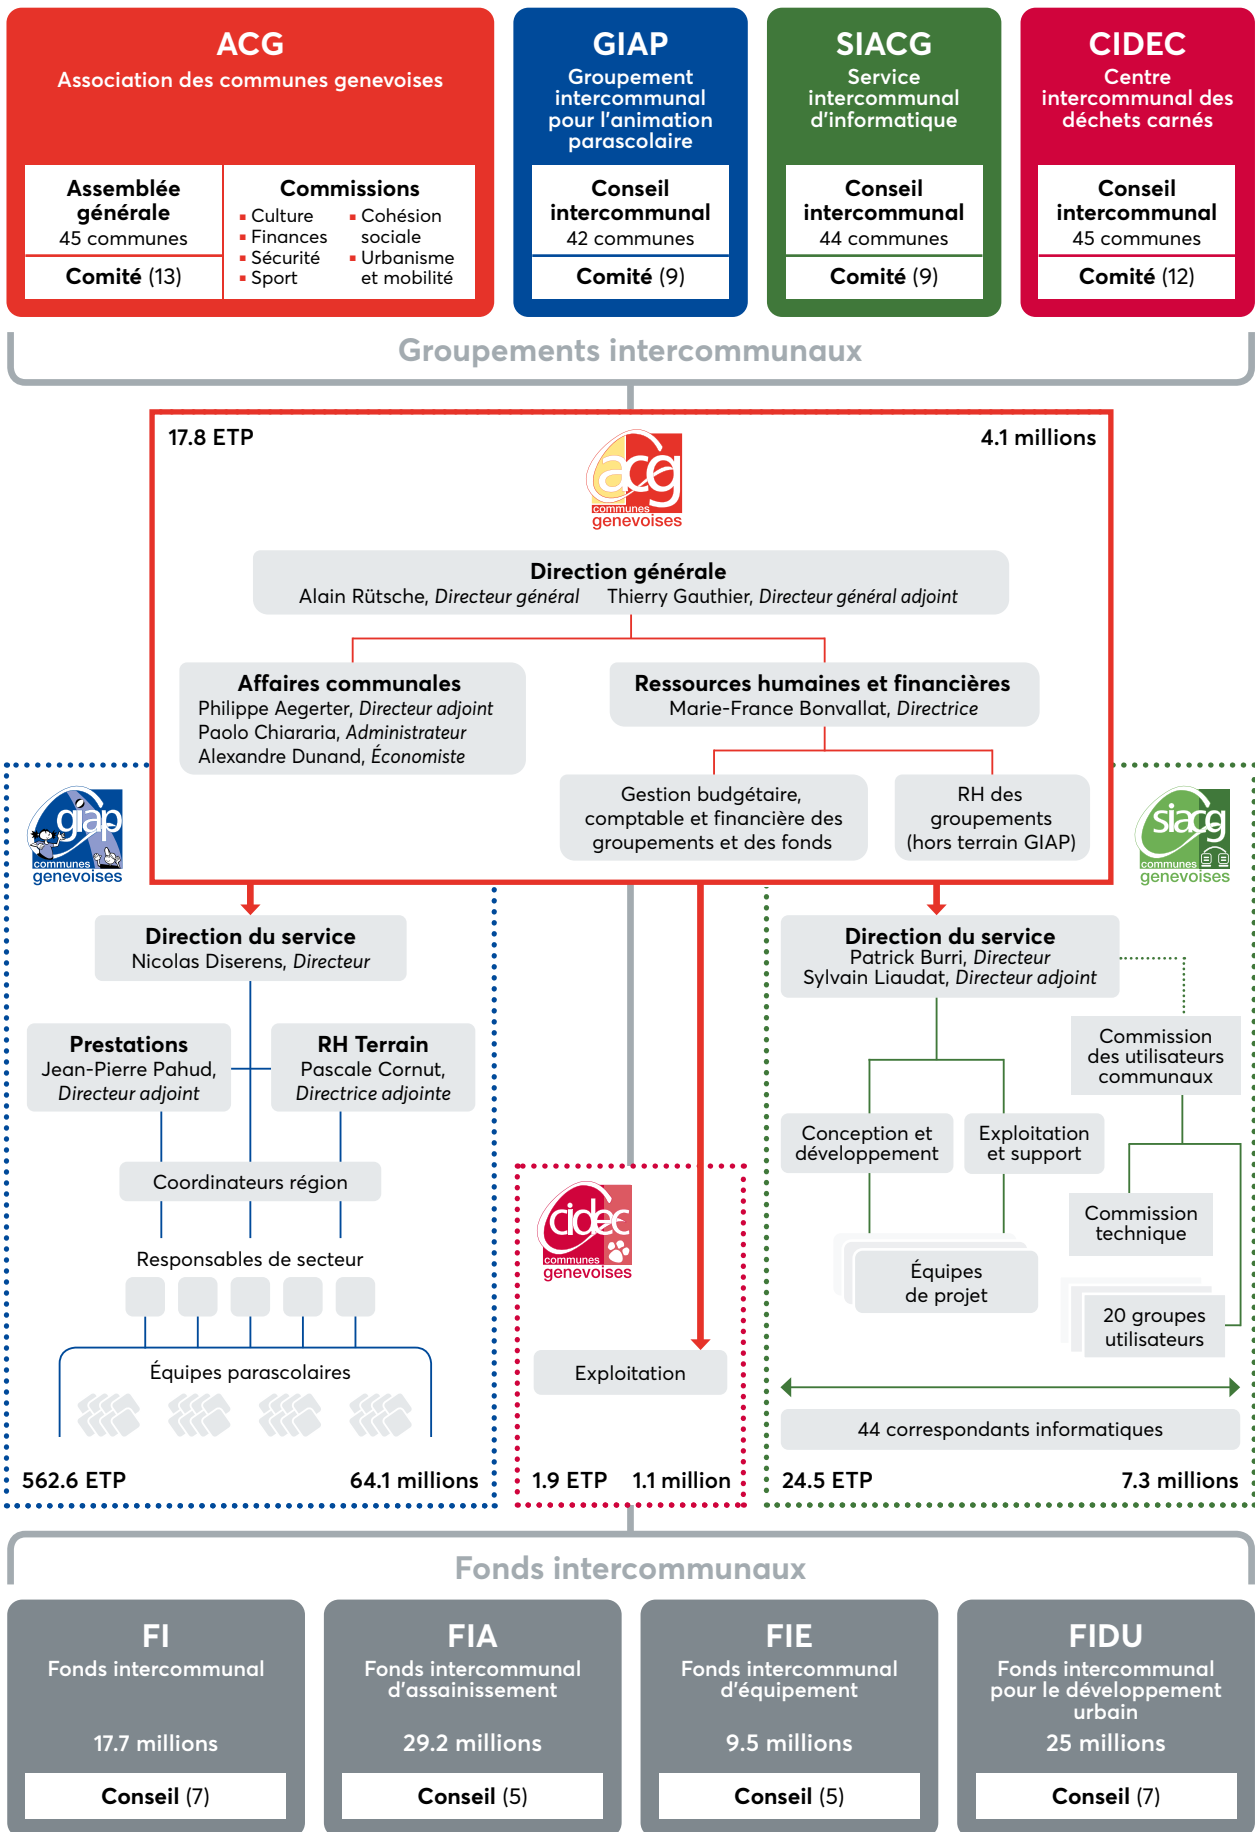 ACG
Association des communes genevoises
Assemblée
générale
45 communes
Comité (13)
Commissions
▪ Culture
▪ Finances
▪ Sécurité
▪ Sport
▪ Cohésion
sociale
▪ Urbanisme
et mobilité
GIAP
Groupement
intercommunal
pour l'animation
parascolaire
Conseil
intercommunal
42 communes
Comité (9)
SIACG
Service
intercommunal
d'informatique
Conseil
intercommunal
44 communes
Comité (9)
CIDEC
Centre
intercommunal des
déchets carnés
Conseil
intercommunal
45 communes
Comité (12)
Groupements intercommunaux
17.8 ETP
4.1 millions
acg
communes
genevoises
Direction générale
Alain Rütsche, Directeur général Thierry Gauthier, Directeur général adjoint
Affaires communales
Philippe Aegerter, Directeur adjoint
Paolo Chiararia, Administrateur
Alexandre Dunand, Économiste
Ressources humaines et financières
Marie-France Bonvallat, Directrice
Gestion budgétaire,
comptable et financière des
groupements et des fonds
RH des
groupements
(hors terrain GIAP)
giap
communes
genevoises
Direction du service
Nicolas Diserens, Directeur
Prestations
Jean-Pierre Pahud,
Directeur adjoint
RH Terrain
Pascale Cornut,
Directrice adjointe
Coordinateurs région
Responsables de secteur
Équipes parascolaires
562.6 ETP
64.1 millions
cidec
communes
genevoises
Exploitation
1.9 ETP
1.1 million
siacg
communes
genevoises
Direction du service
Patrick Burri, Directeur
Sylvain Liaudat, Directeur adjoint
Commission
des utilisateurs
communaux
Conception et
développement
Exploitation
et support
Commission
technique
Équipes
de projet
20 groupes
utilisateurs
44 correspondants informatiques
24.5 ETP
7.3 millions
Fonds intercommunaux
FI
Fonds intercommunal
17.7 millions
Conseil (7)
FIA
Fonds intercommunal
d'assainissement
29.2 millions
Conseil (5)
FIE
Fonds intercommunal
d'équipement
9.5 millions
Conseil (5)
FIDU
Fonds intercommunal
pour le développement
urbain
25 millions
Conseil (7)